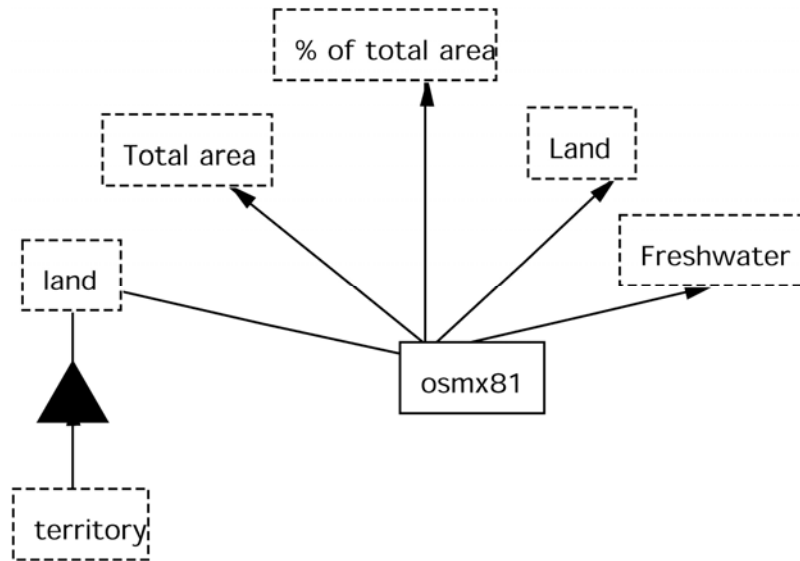 % of total area
Total area
Land
Freshwater
land
osmx81
territory